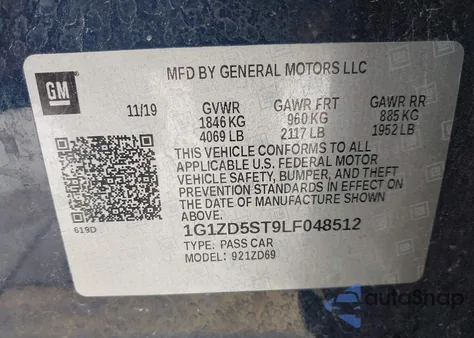 GM
MFD BY GENERAL MOTORS LLC
11/19 GVWR GAWR FRT GAWR RR
1846 KG 960 KG 885 KG
4069 LB 2117 LB 1952 LB
THIS VEHICLE CONFORMS TO ALL
APPLICABLE U.S. FEDERAL MOTOR
VEHICLE SAFETY, BUMPER, AND THEFT
PREVENTION STANDARDS IN EFFECT ON
THE DATE OF MANUFACTURE SHOWN
ABOVE.
619D
1G1ZD5ST9LF048512
TYPE: PASS CAR
MODEL: 921ZD69
autoSnap